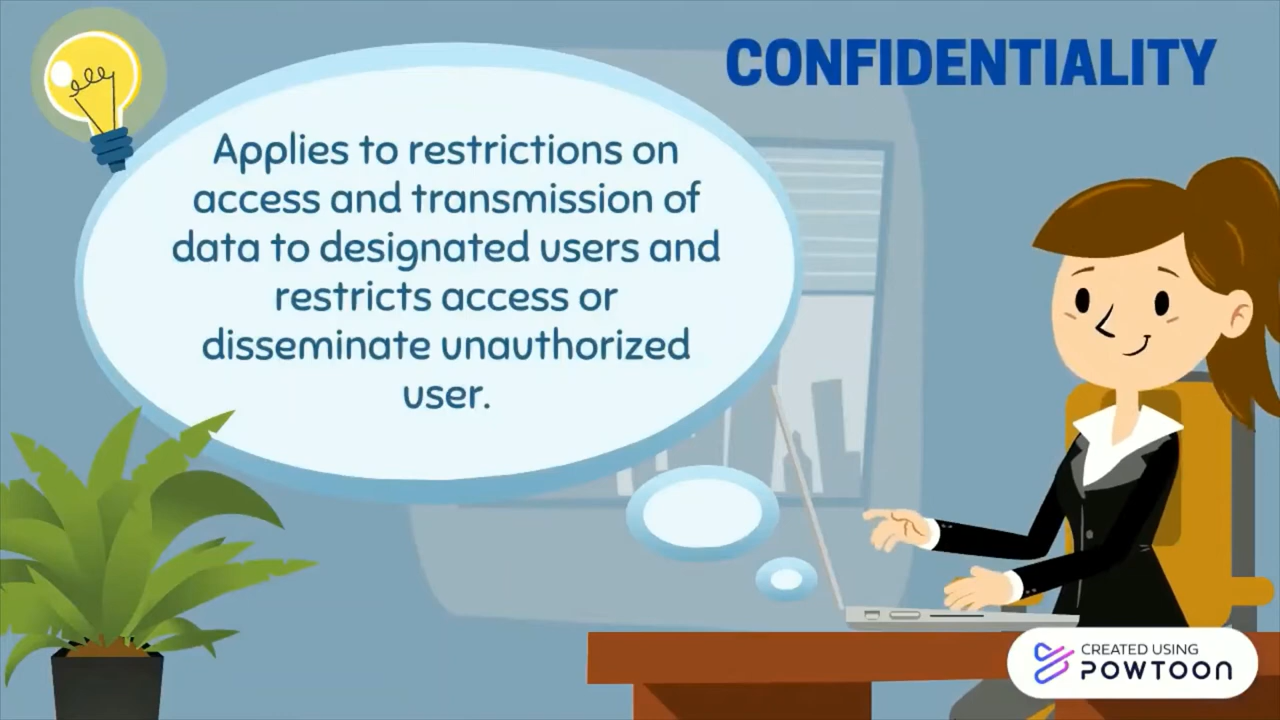 CONFIDENTIALITY
Applies to restrictions on
access and transmission of
data to designated users and
restricts access or
disseminate unauthorized
user.
CREATED USING
POWTOON